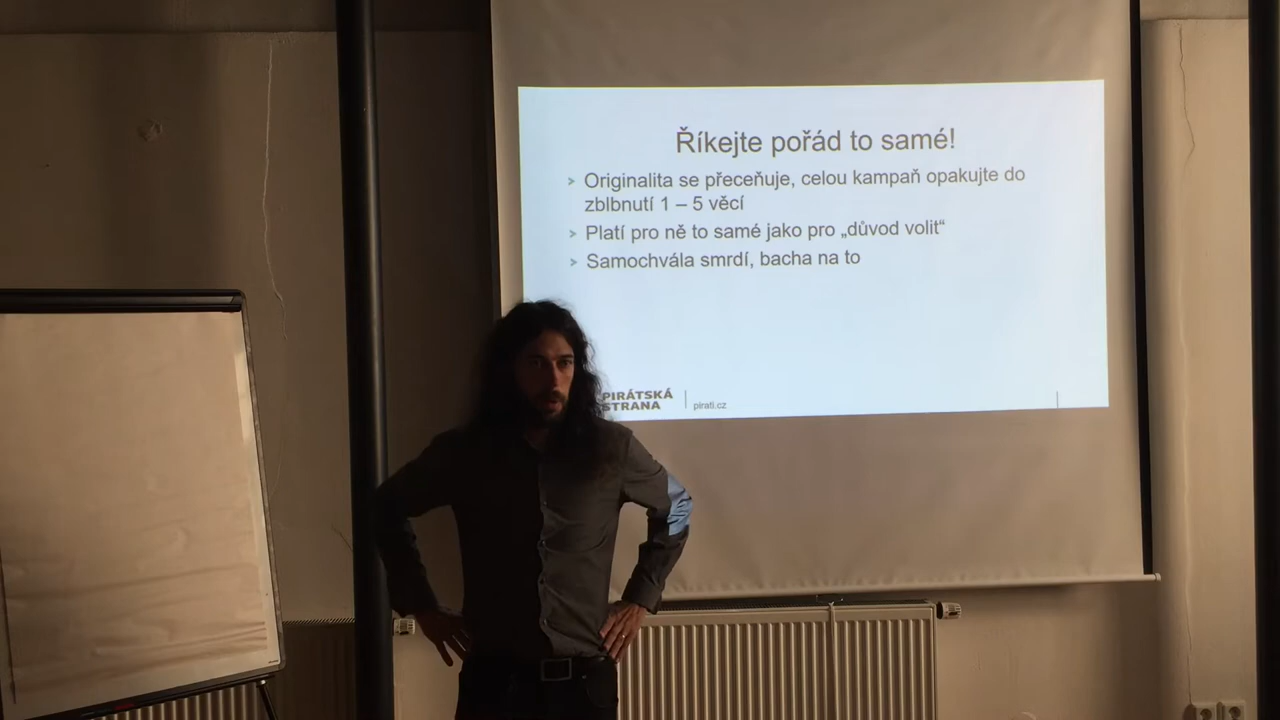 Říkejte pořád to samé!
Originalita se přeceňuje, celou kampaň opakujte do
zblbnutí 1 – 5 věcí
Platí pro ně to samé jako pro „důvod volit“
Samochvála smrdí, bacha na to
PIRÁTSKÁ
STRANA
pirati.cz